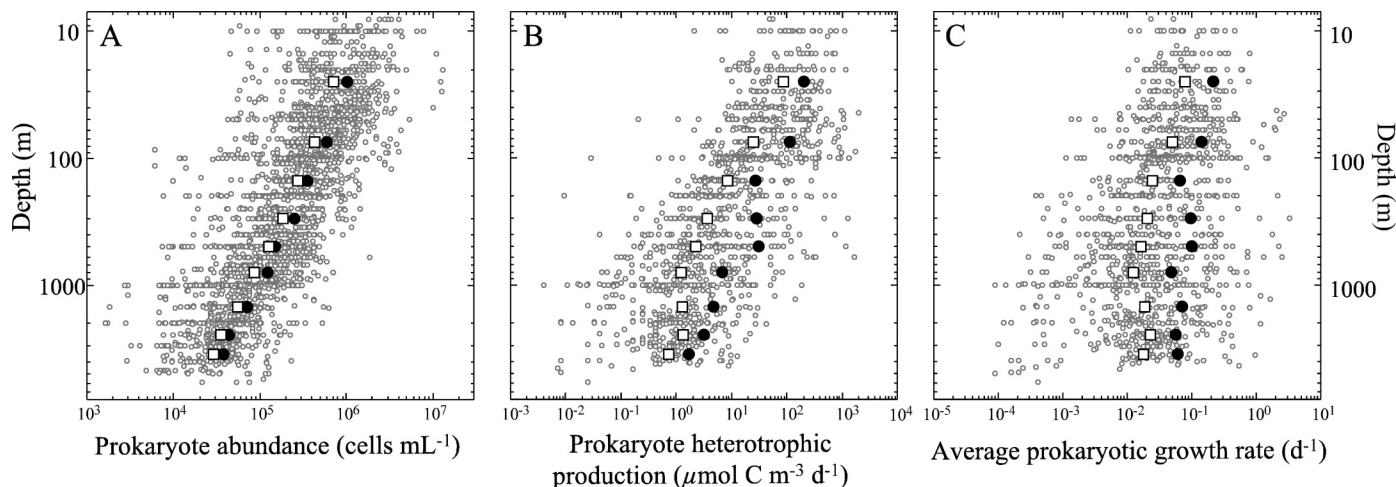 A
B
C
10
100
1000
Depth (m)
10³
10⁴
10⁵
10⁶
10⁷
Prokaryote abundance (cells mL⁻¹)
10⁻³
10⁻²
10⁻¹
10⁰
10¹
10²
10³
10⁴
Prokaryote heterotrophic
production (µmol C m⁻³ d⁻¹)
10⁻⁵
10⁻⁴
10⁻³
10⁻²
10⁻¹
10⁰
10¹
Average prokaryotic growth rate (d⁻¹)
10
100
1000
Depth (m)